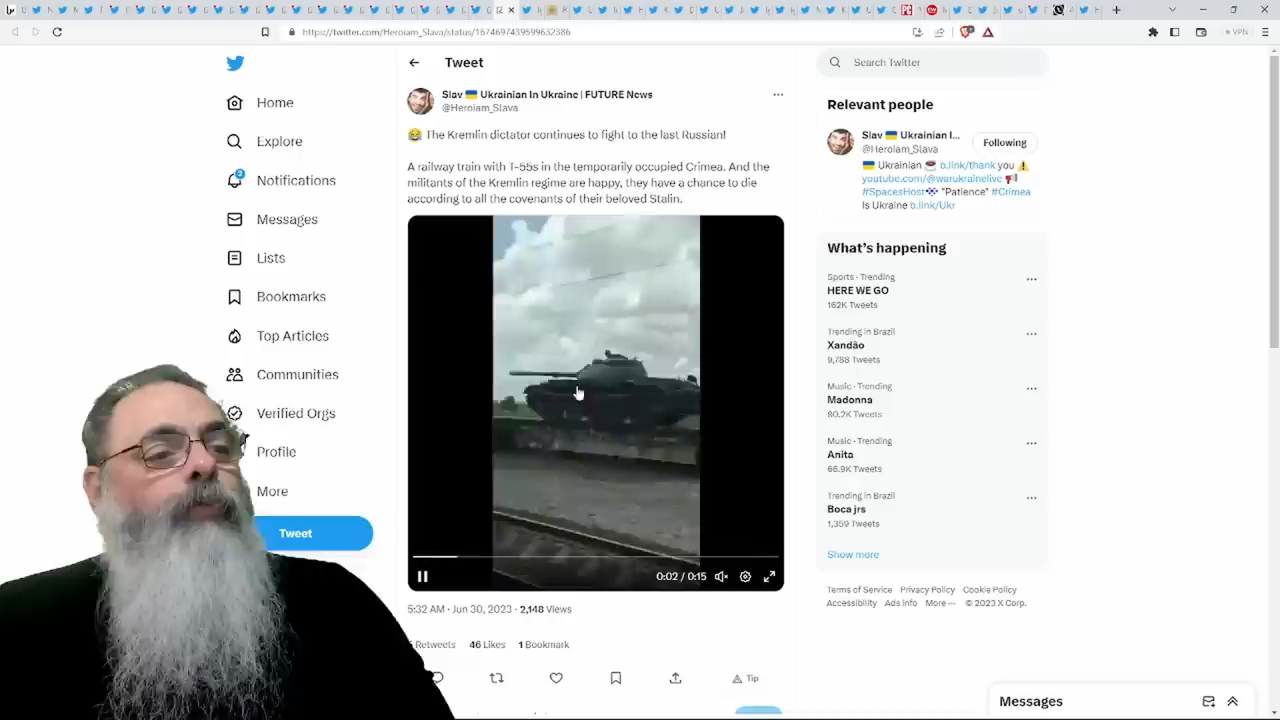 https://twitter.com/Heroiam_Slava/status/1674697439599632386
VPN
Home
Explore
2
Notifications
Messages
Lists
Bookmarks
Top Articles
Communities
Verified Orgs
Profile
More
Tweet
Tweet
Slav 🇺🇦 Ukrainian In Ukraine | FUTURE News
@Heroiam_Slava
😂 The Kremlin dictator continues to fight to the last Russian!
A railway train with T-55s in the temporarily occupied Crimea. And the
militants of the Kremlin regime are happy, they have a chance to die
according to all the covenants of their beloved Stalin.
0:02 / 0:15
5:32 AM · Jun 30, 2023 · 2,148 Views
Retweets 46 Likes 1 Bookmark
Tip
Search Twitter
Relevant people
Slav 🇺🇦 Ukrainian I...
@Heroiam_Slava
Following
🇺🇦 Ukrainian ☕ b.link/thank you ⚠️
youtube.com/@warukrainelive 📢
#SpacesHost "Patience" #Crimea
Is Ukraine b.link/Ukr
What's happening
Sports · Trending
HERE WE GO
162K Tweets
Trending in Brazil
Xandão
9,788 Tweets
Music · Trending
Madonna
80.2K Tweets
Music · Trending
Anita
66.9K Tweets
Trending in Brazil
Boca jrs
1,359 Tweets
Show more
Terms of Service Privacy Policy Cookie Policy
Accessibility Ads info More ··· © 2023 X Corp.
Messages